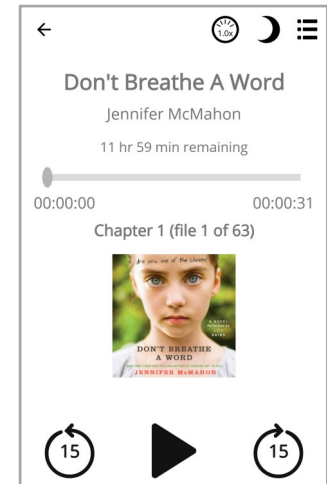 1.0x
Don't Breathe A Word
Jennifer McMahon
11 hr 59 min remaining
00:00:00 00:00:31
Chapter 1 (file 1 of 63)
Are you one of the Chosen?
A NOVEL
DON'T BREATHE
A WORD
JENNIFER McMAHON
15 15